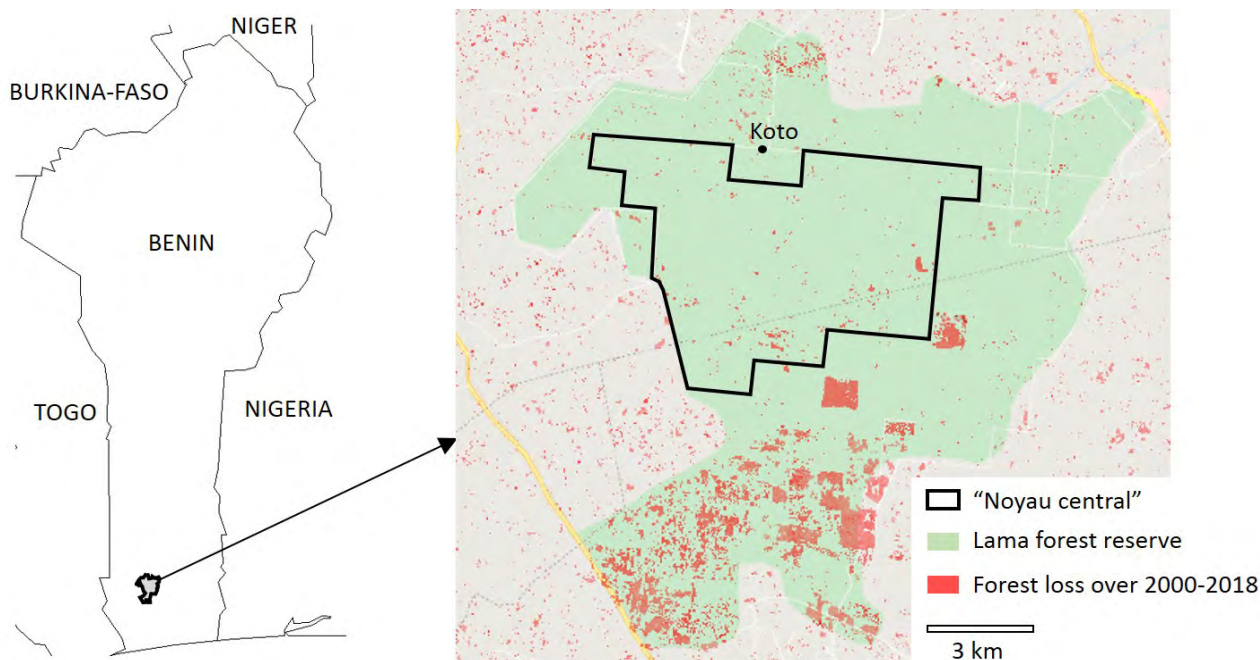 NIGER
BURKINA-FASO
BENIN
TOGO
NIGERIA
Koto
“Noyau central”
Lama forest reserve
Forest loss over 2000-2018
3 km